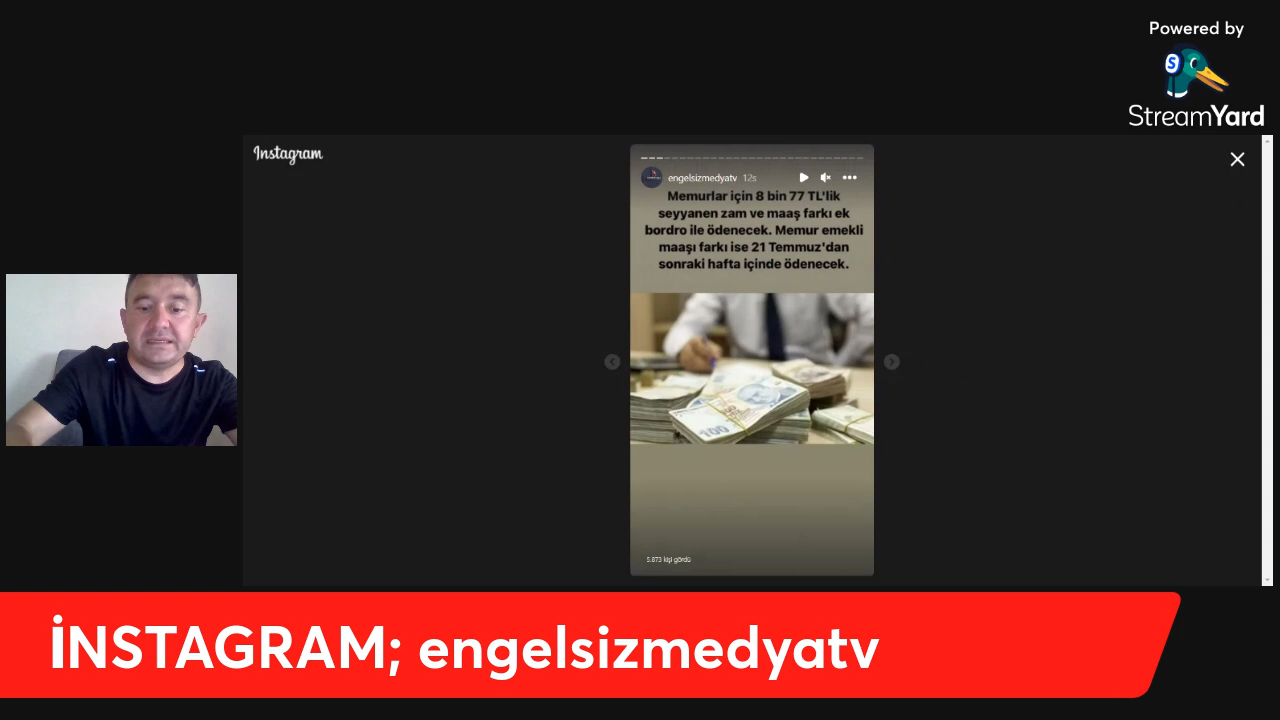 Powered by
S
StreamYard
Instagram
engelsizmedyatv 12s
Memurlar için 8 bin 77 TL'lik
seyyanen zam ve maaş farkı ek
bordro ile ödenecek. Memur emekli
maaşı farkı ise 21 Temmuz'dan
sonraki hafta içinde ödenecek.
100
5.873 kişi gördü
İNSTAGRAM; engelsizmedyatv